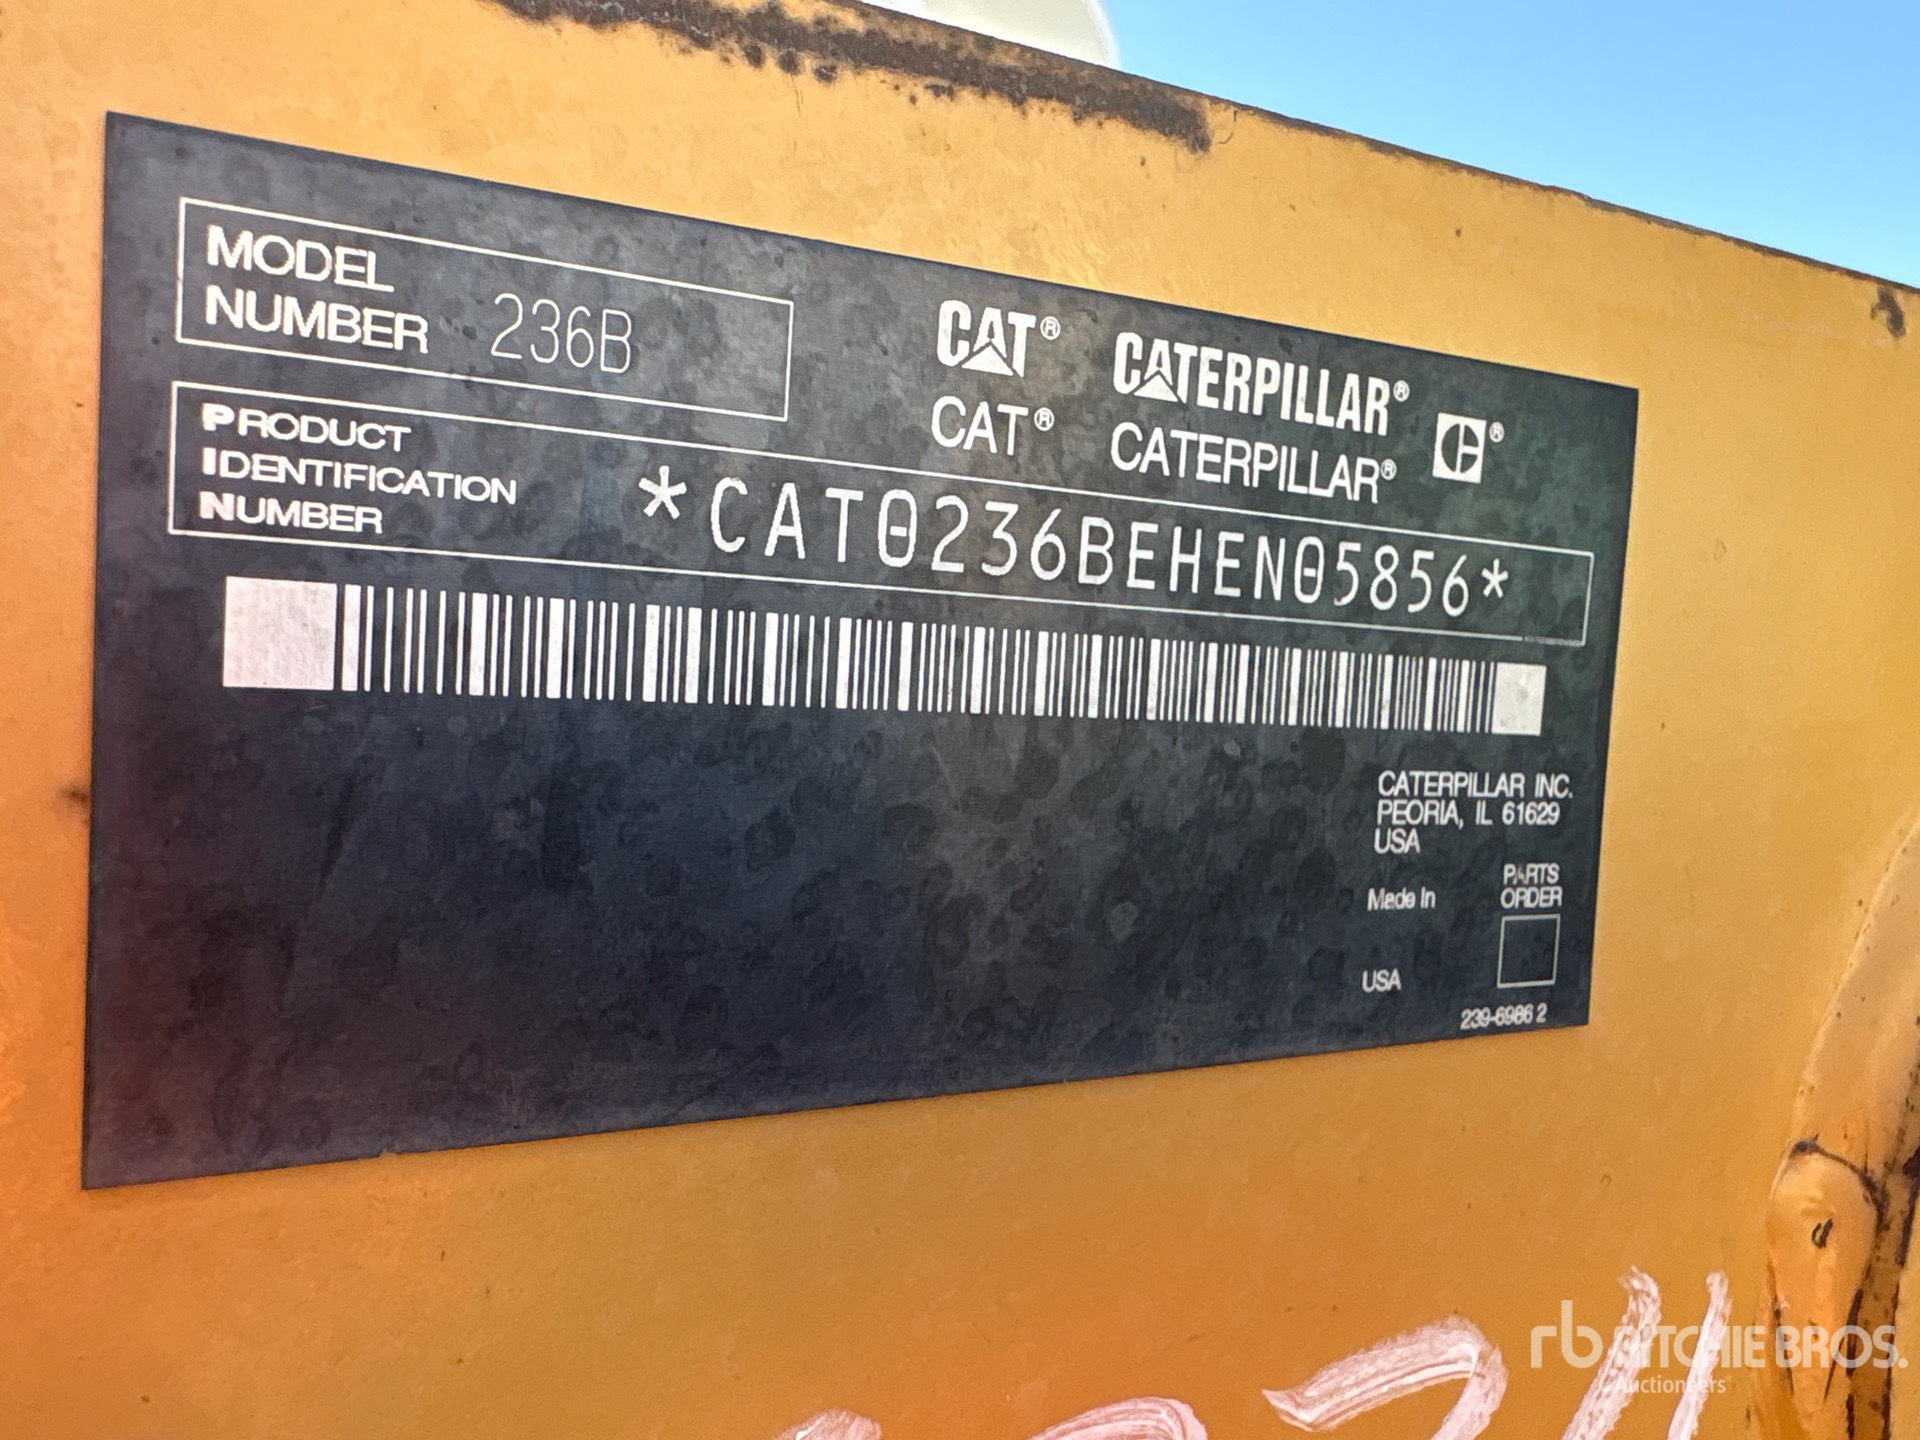 MODEL
NUMBER 236B
CAT® CATERPILLAR®
CAT® CATERPILLAR® ®
PRODUCT
IDENTIFICATION
NUMBER
*CAT0236BEHEN05856*
CATERPILLAR INC.
PEORIA, IL 61629
USA
Made In
USA
PARTS
ORDER
239-6986 2
rb RITCHIE BROS.
Auctioneers